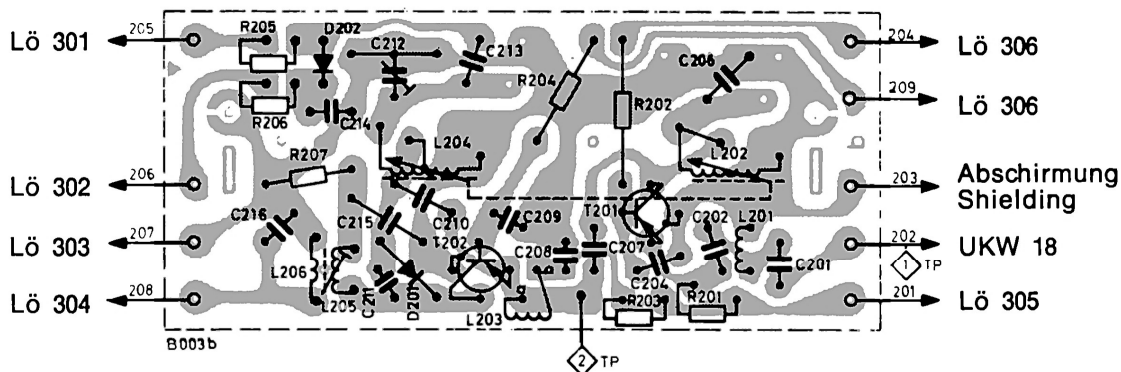 Lö 301 205 R205 D202 C212 C213 R204 R202 C206 204 Lö 306
R206 C214 209 Lö 306
Lö 302 206 R207 L204 L202 203 Abschirmung
Shielding
Lö 303 207 C216 C215 C210 C209 T201 C202 L201 202 UKW 18
L206 T202 C208 C207 C204 C201 1 TP
Lö 304 208 L205 C211 D201 a L203 R203 R201 201 Lö 305
B003b 2 TP